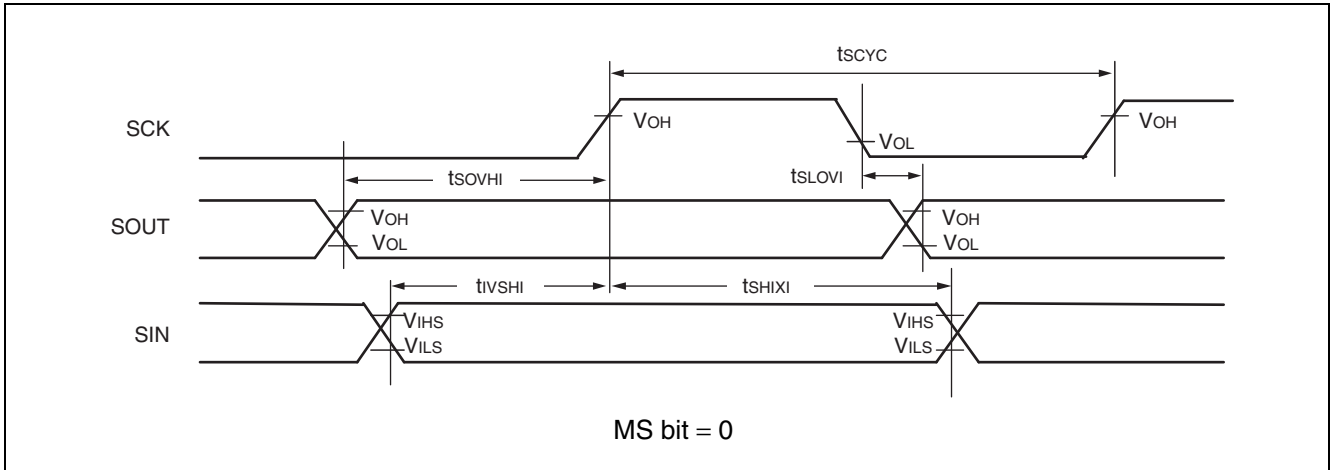 tSCYC
SCK
VOH
VOL
VOH
tSOVHI
tSLOVI
SOUT
VOH
VOL
VOH
VOL
tIVSHI
tSHIXI
SIN
VIHS
VILS
VIHS
VILS
MS bit = 0